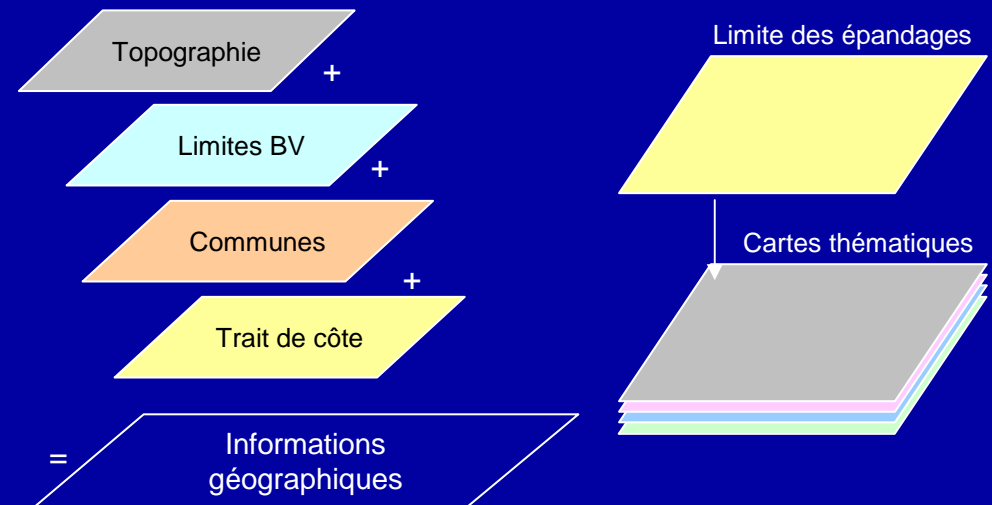 Topographie
+
Limites BV
+
Communes
+
Trait de côte
=
Informations
géographiques
Limite des épandages
Cartes thématiques